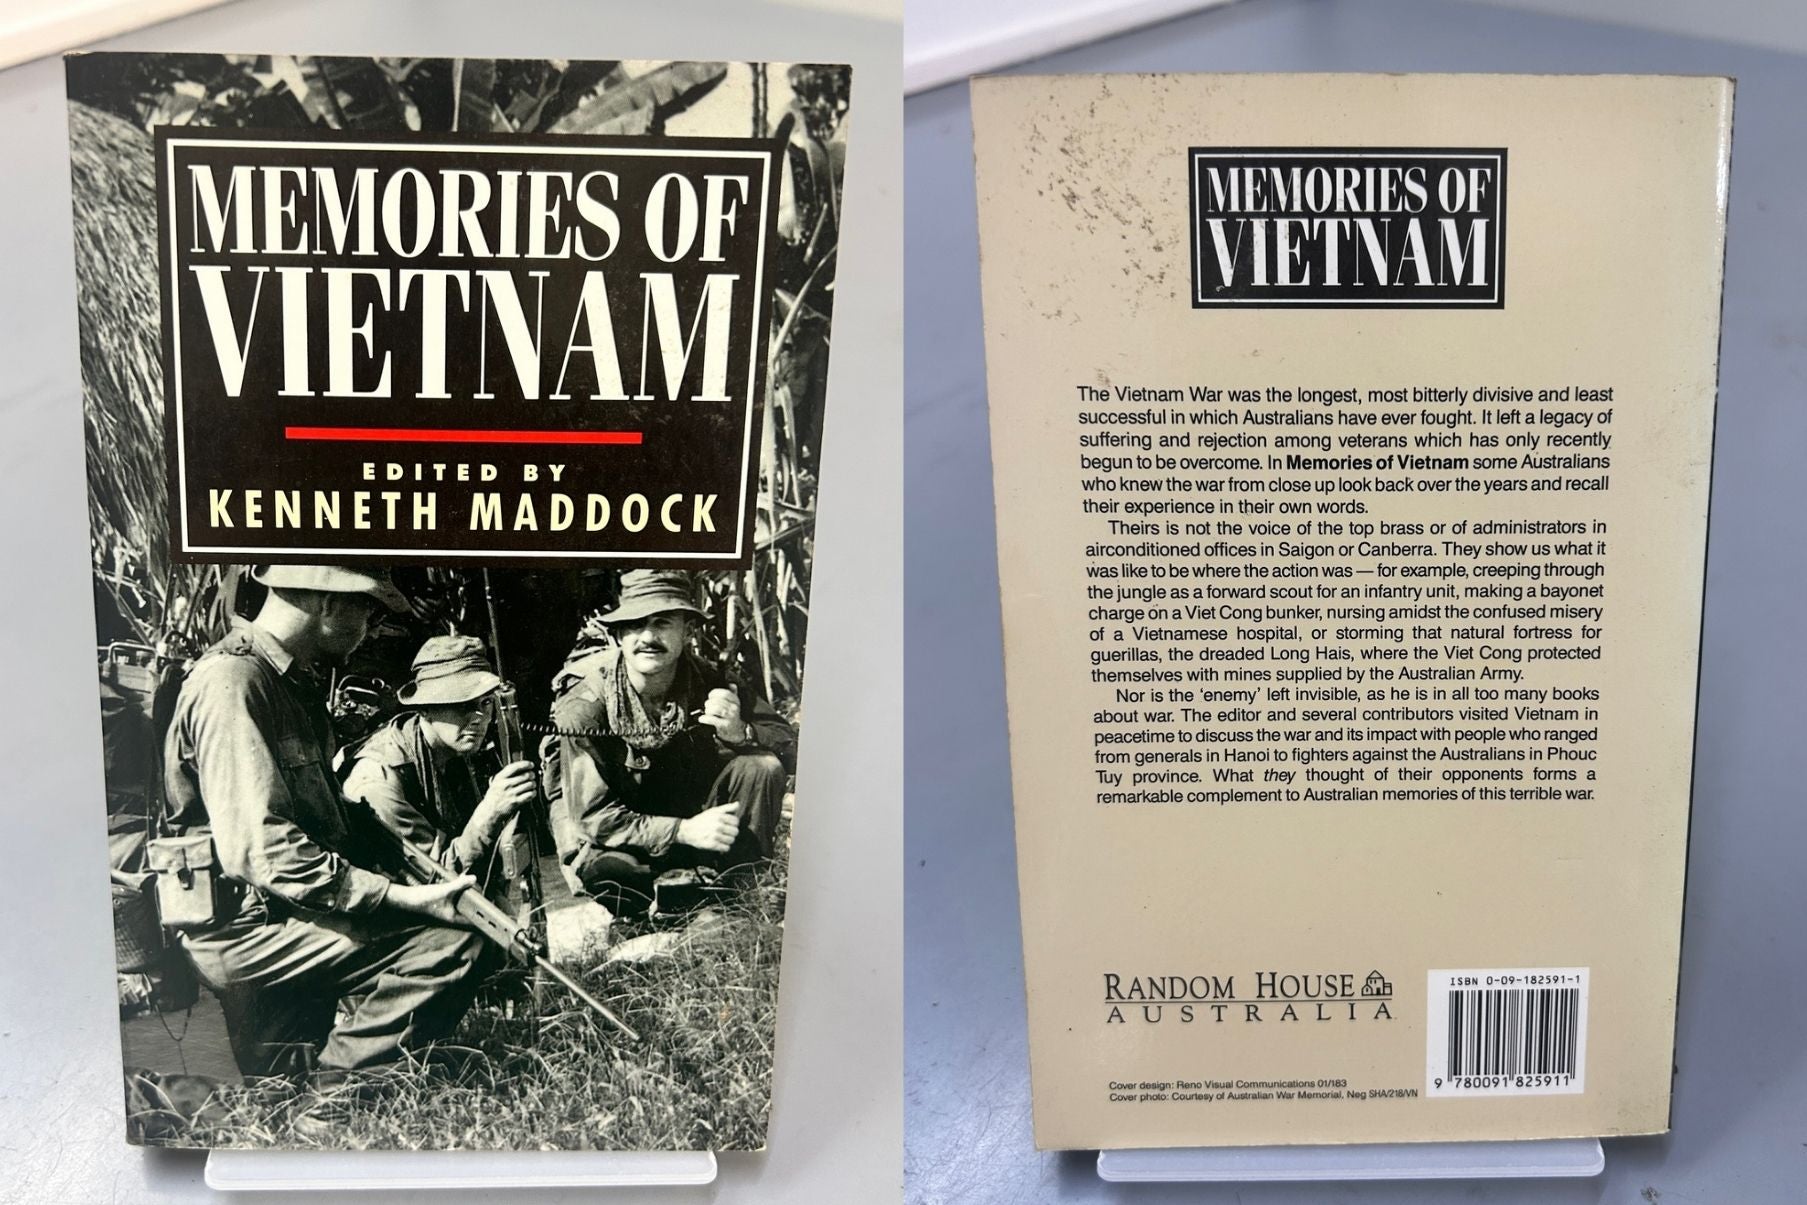 MEMORIES OF
VIETNAM
EDITED BY
KENNETH MADDOCK
MEMORIES OF
VIETNAM
The Vietnam War was the longest, most bitterly divisive and least
successful in which Australians have ever fought. It left a legacy of
suffering and rejection among veterans which has only recently
begun to be overcome. In Memories of Vietnam some Australians
who knew the war from close up look back over the years and recall
their experience in their own words.
Theirs is not the voice of the top brass or of administrators in
airconditioned offices in Saigon or Canberra. They show us what it
was like to be where the action was — for example, creeping through
the jungle as a forward scout for an infantry unit, making a bayonet
charge on a Viet Cong bunker, nursing amidst the confused misery
of a Vietnamese hospital, or storming that natural fortress for
guerillas, the dreaded Long Hais, where the Viet Cong protected
themselves with mines supplied by the Australian Army.
Nor is the ‘enemy’ left invisible, as he is in all too many books
about war. The editor and several contributors visited Vietnam in
peacetime to discuss the war and its impact with people who ranged
from generals in Hanoi to fighters against the Australians in Phouc
Tuy province. What they thought of their opponents forms a
remarkable complement to Australian memories of this terrible war.
RANDOM HOUSE
AUSTRALIA
ISBN 0-09-182591-1
9 780091 825911
Cover design: Reno Visual Communications 01/183
Cover photo: Courtesy of Australian War Memorial, Neg SHA/218/VN